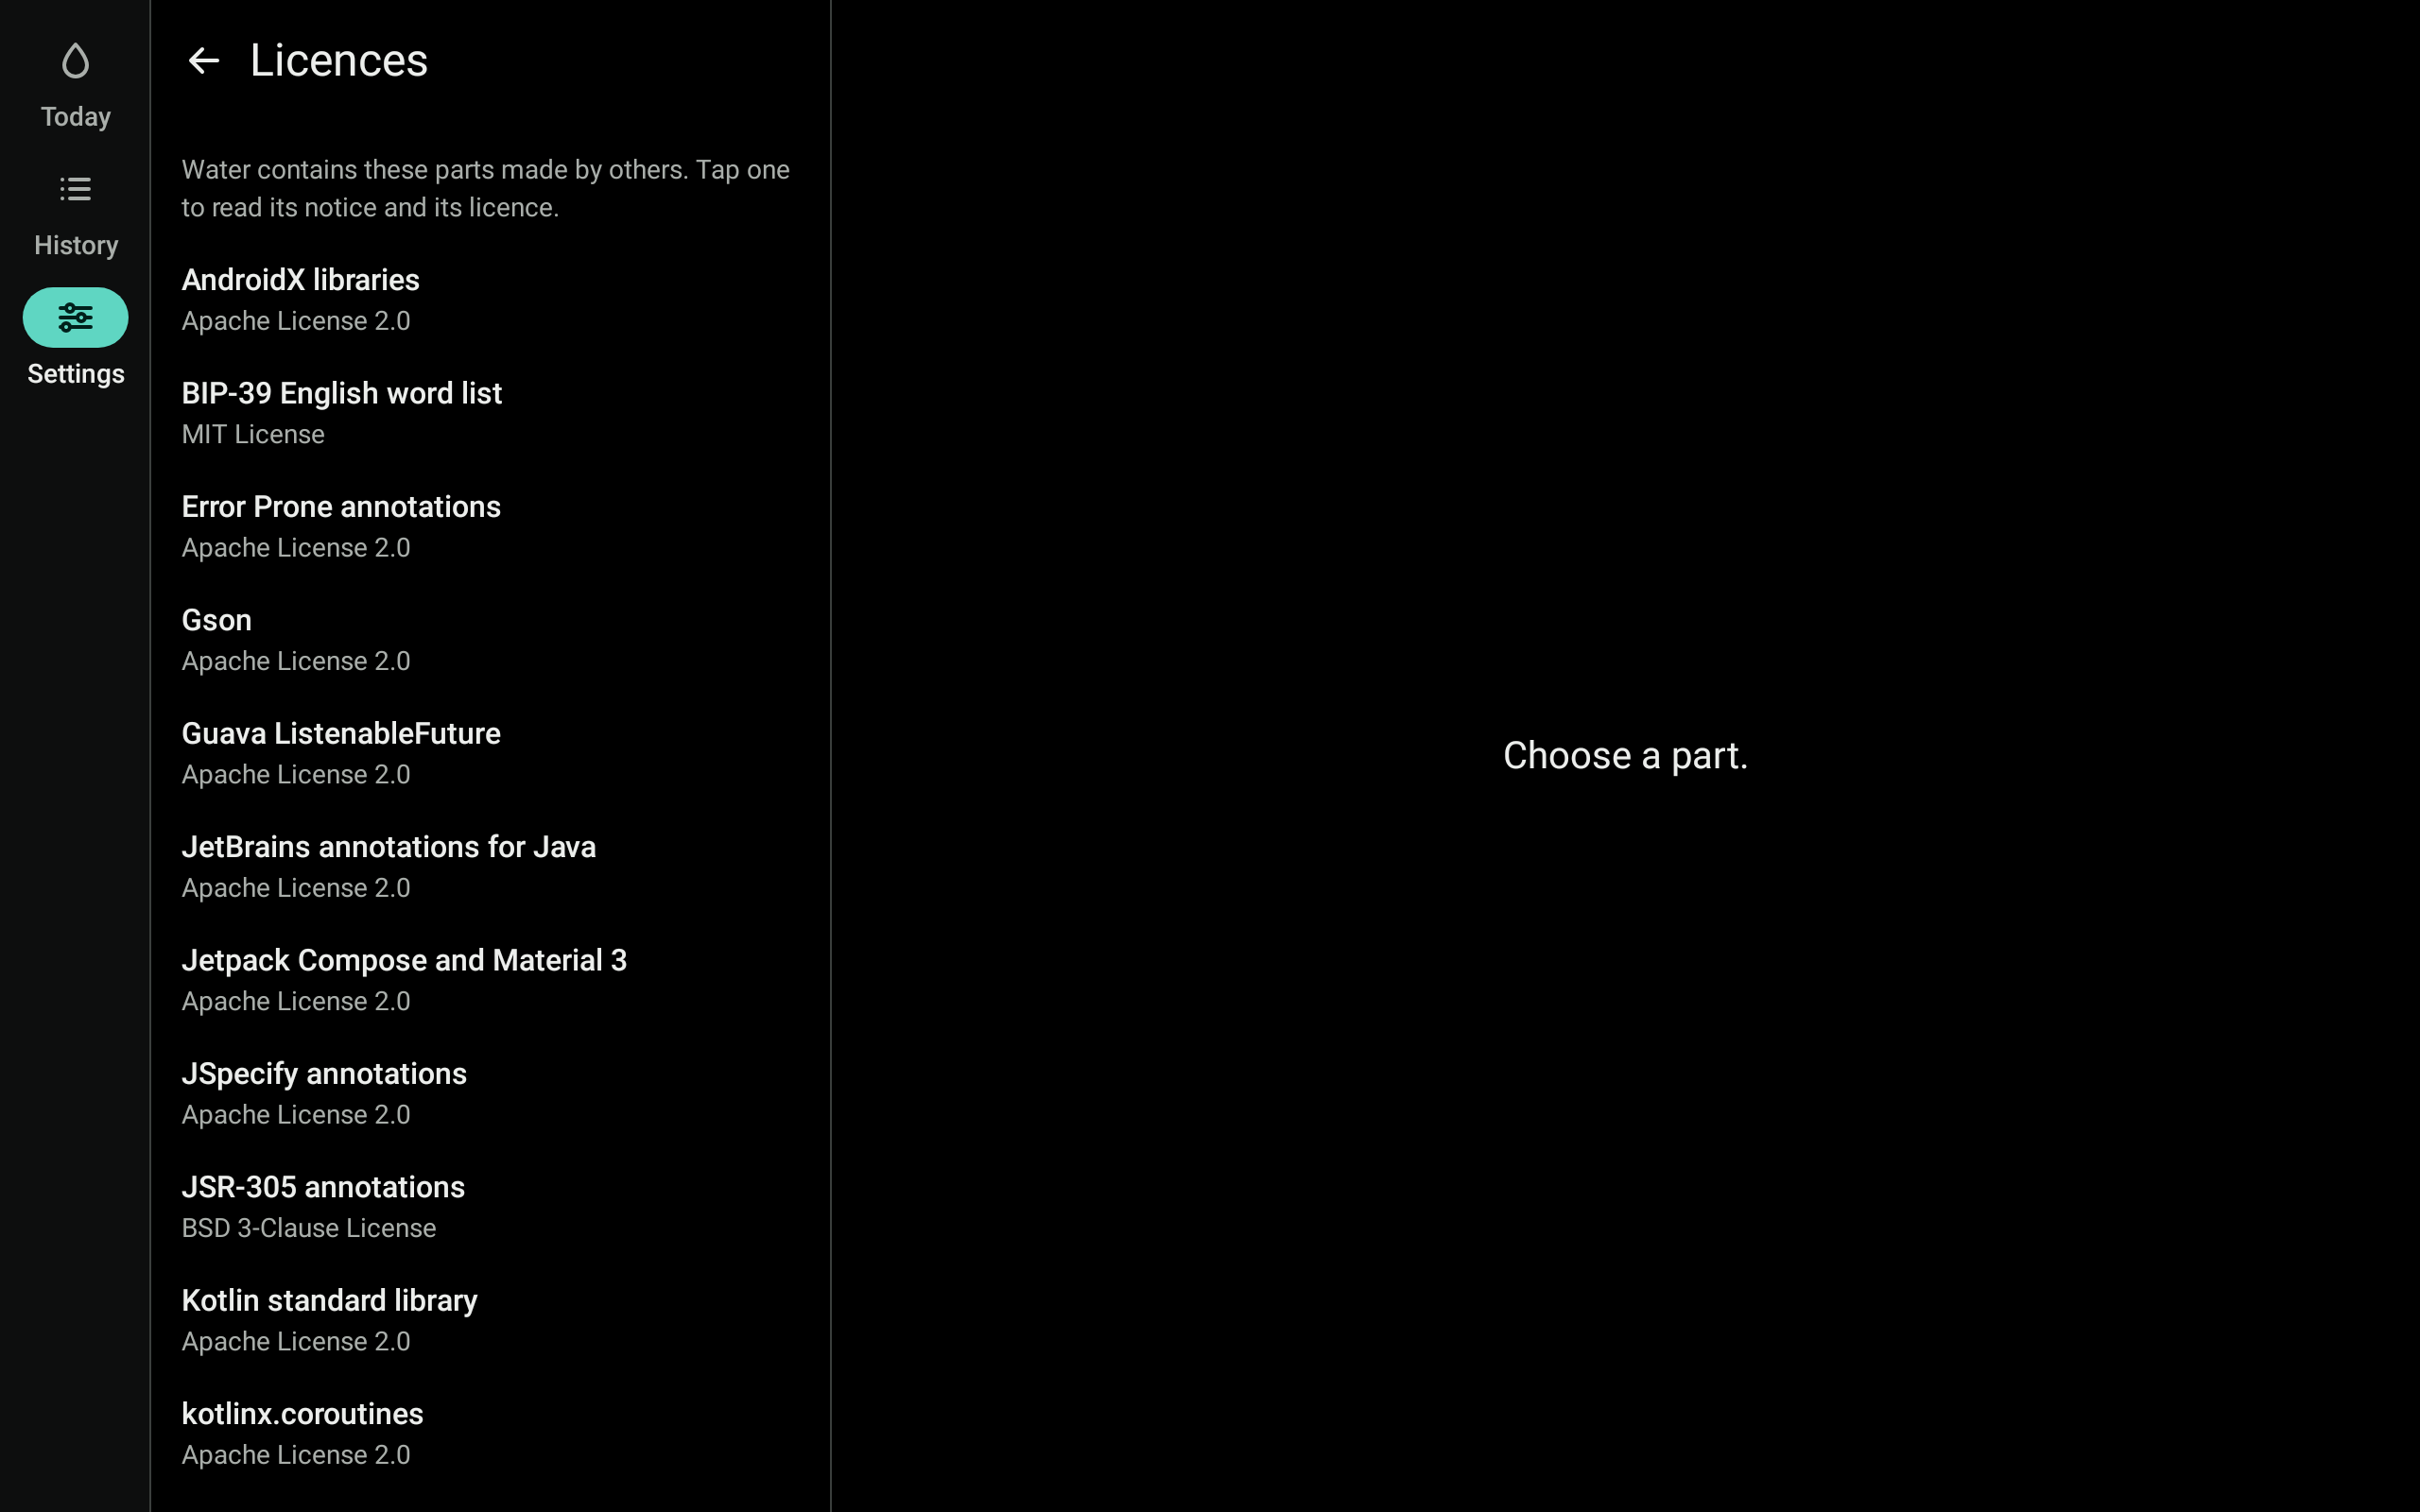 Today
History
Settings
Licences
Water contains these parts made by others. Tap one
to read its notice and its licence.
AndroidX libraries
Apache License 2.0
BIP-39 English word list
MIT License
Error Prone annotations
Apache License 2.0
Gson
Apache License 2.0
Guava ListenableFuture
Apache License 2.0
JetBrains annotations for Java
Apache License 2.0
Jetpack Compose and Material 3
Apache License 2.0
JSpecify annotations
Apache License 2.0
JSR-305 annotations
BSD 3-Clause License
Kotlin standard library
Apache License 2.0
kotlinx.coroutines
Apache License 2.0
Choose a part.